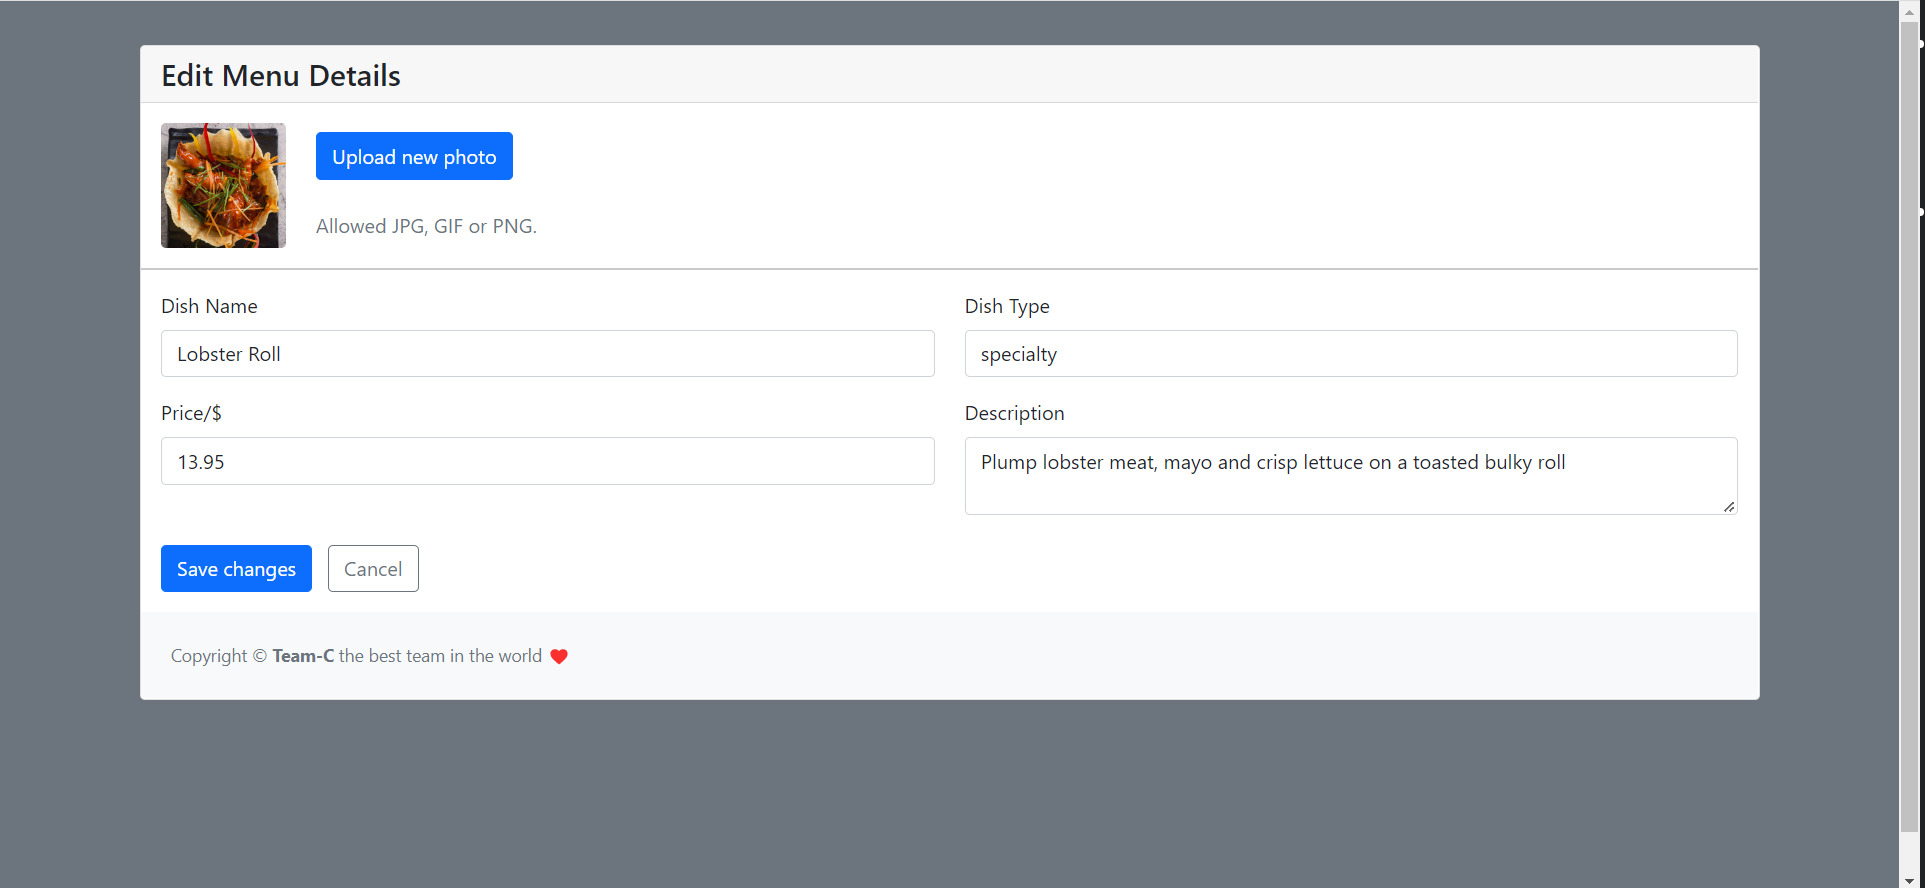 Edit Menu Details
Upload new photo
Allowed JPG, GIF or PNG.
Dish Name
Lobster Roll
Dish Type
specialty
Price/$
13.95
Description
Plump lobster meat, mayo and crisp lettuce on a toasted bulky roll
Save changes
Cancel
Copyright © Team-C the best team in the world ❤️